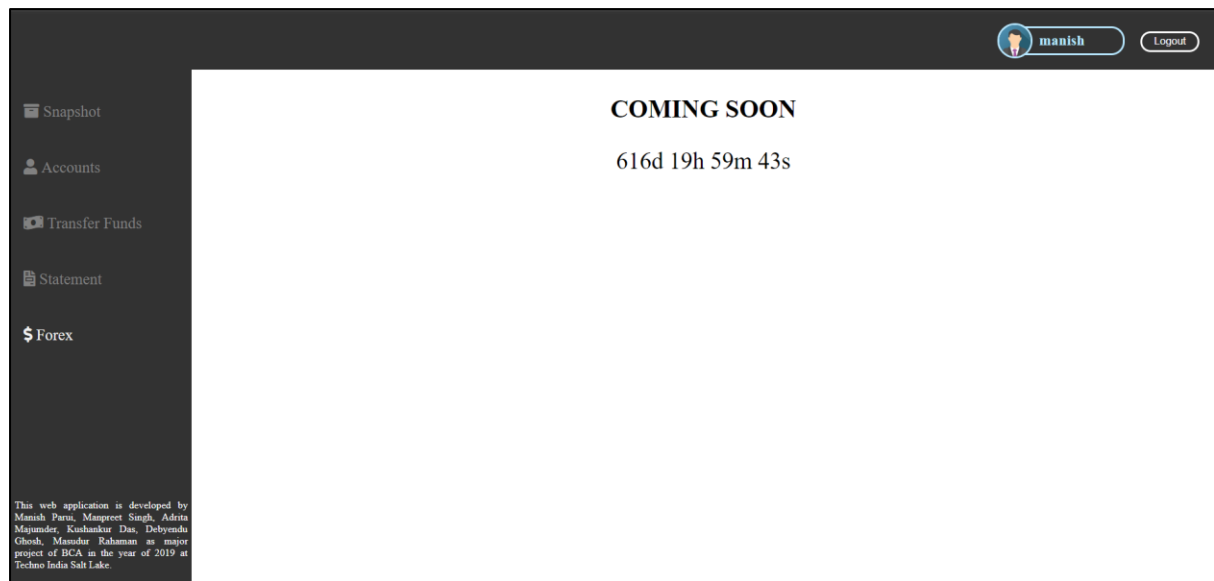 manish
Logout
Snapshot
Accounts
Transfer Funds
Statement
$ Forex
COMING SOON
616d 19h 59m 43s
This web application is developed by
Manish Parui, Manpreet Singh, Adrita
Majumder, Kushankur Das, Debyendu
Ghosh, Masudur Rahaman as major
project of BCA in the year of 2019 at
Techno India Salt Lake.